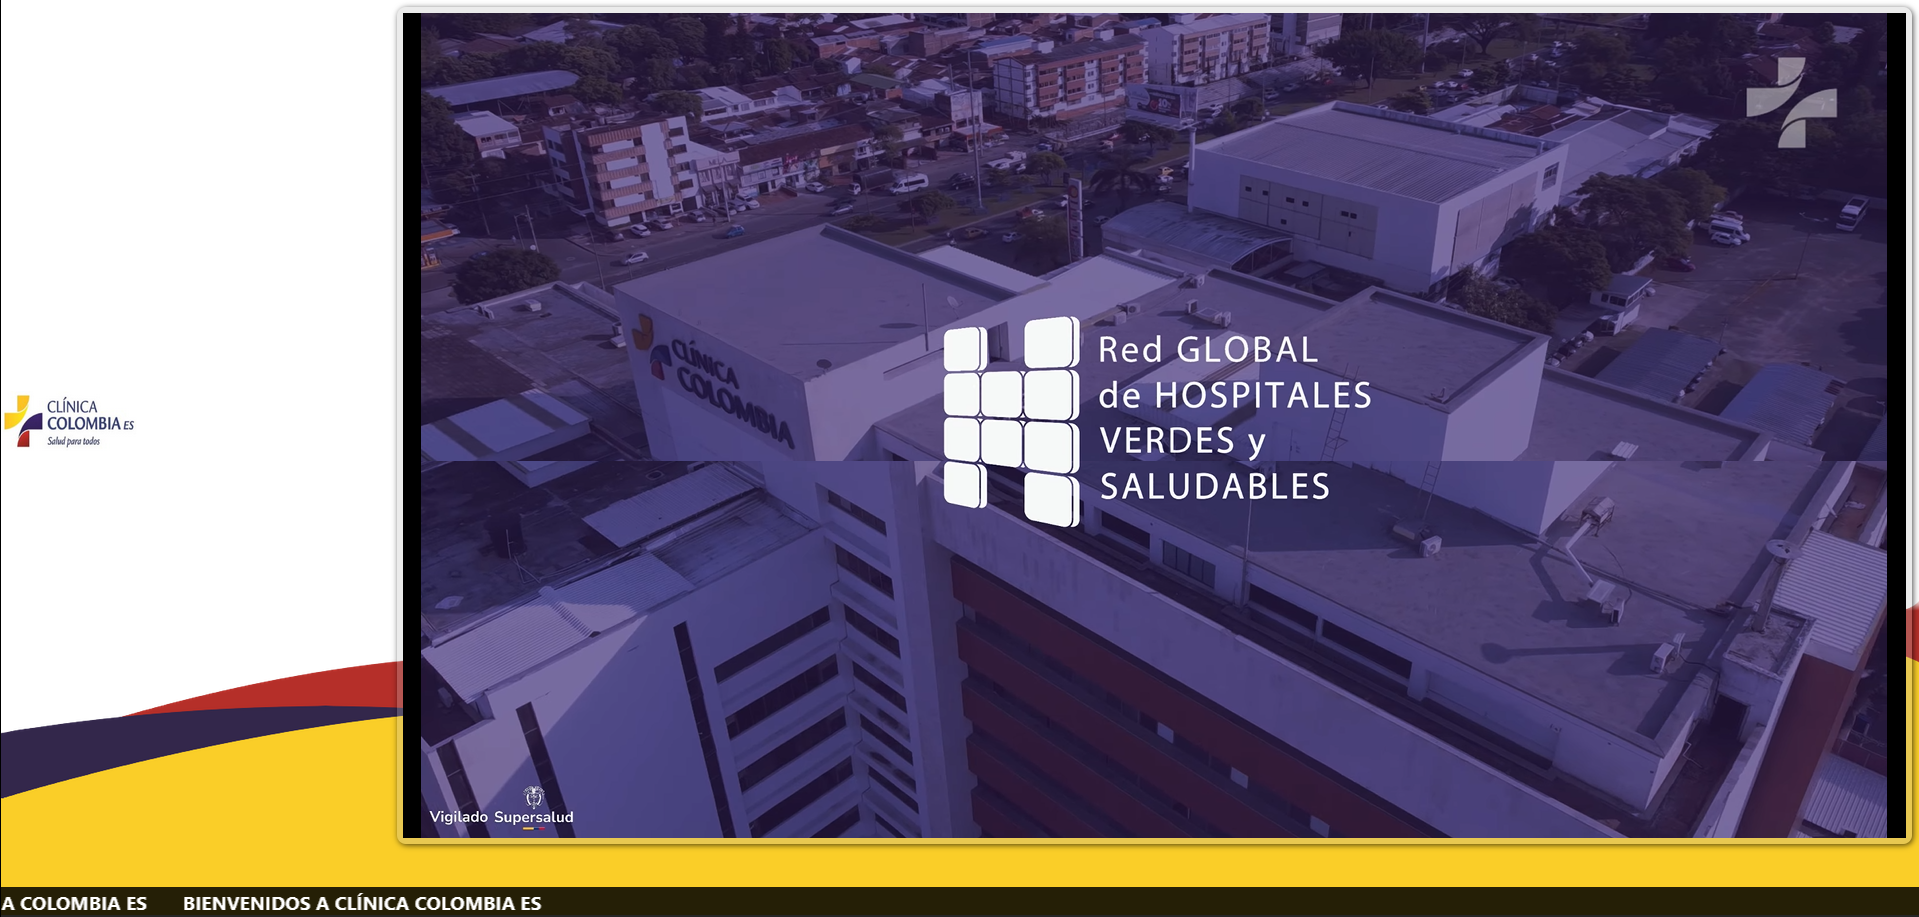 CLÍNICA
COLOMBIA ES
Salud para todos
CLÍNICA
COLOMBIA
Red GLOBAL
de HOSPITALES
VERDES y
SALUDABLES
Vigilado Supersalud
A COLOMBIA ES BIENVENIDOS A CLÍNICA COLOMBIA ES